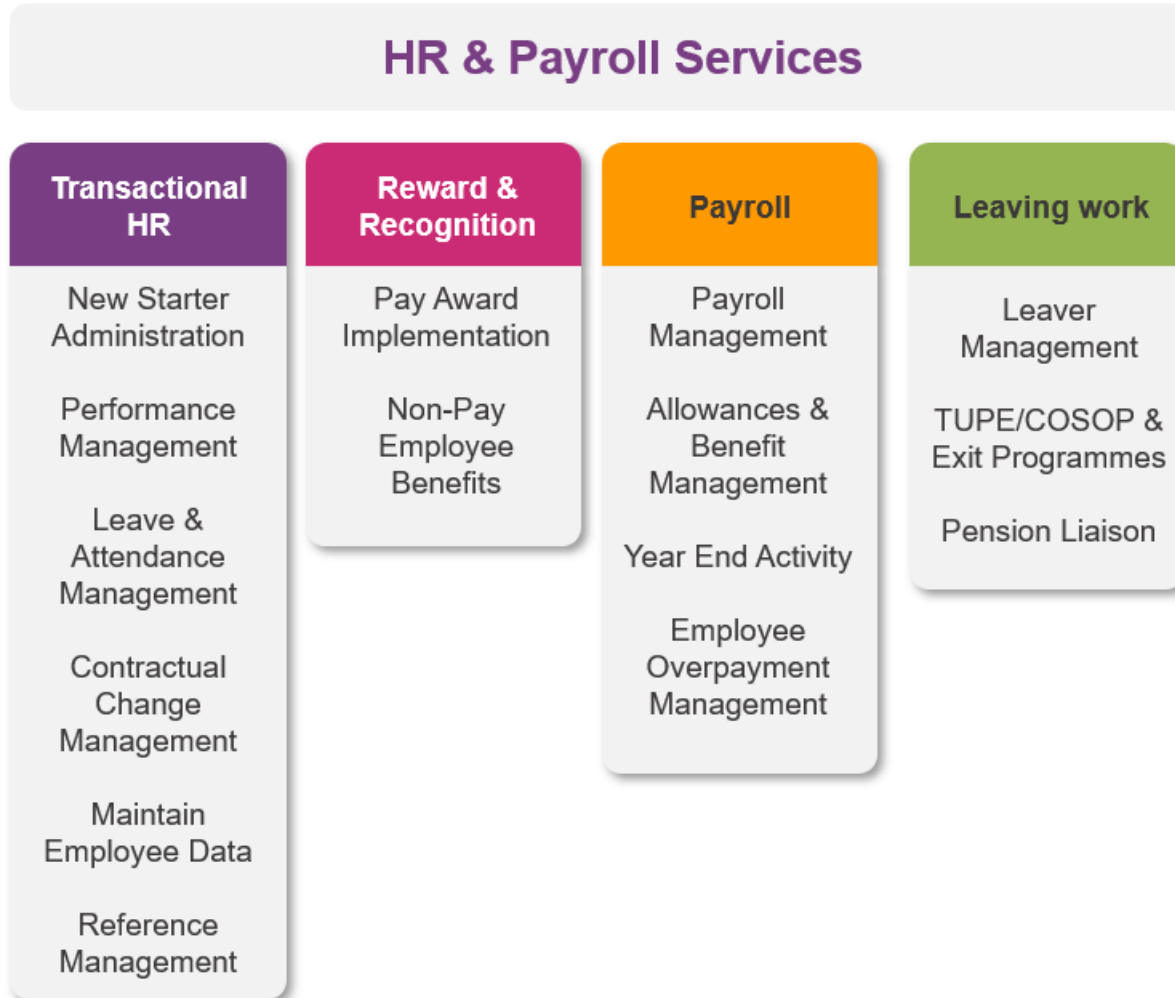 HR & Payroll Services
Transactional
HR
New Starter
Administration
Performance
Management
Leave &
Attendance
Management
Contractual
Change
Management
Maintain
Employee Data
Reference
Management
Reward &
Recognition
Pay Award
Implementation
Non-Pay
Employee
Benefits
Payroll
Payroll
Management
Allowances &
Benefit
Management
Year End Activity
Employee
Overpayment
Management
Leaving work
Leaver
Management
TUPE/COSOP &
Exit Programmes
Pension Liaison